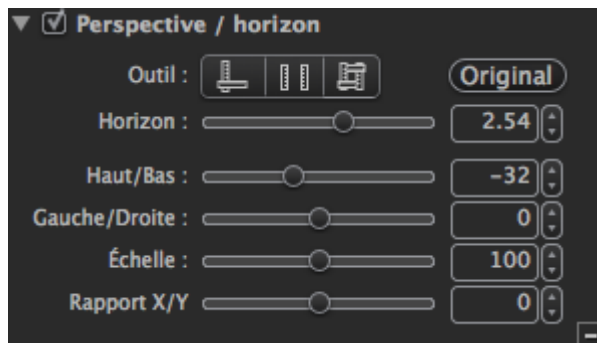 Perspective / horizon
Outil : Original
Horizon : 2.54
Haut/Bas : -32
Gauche/Droite : 0
Échelle : 100
Rapport X/Y 0